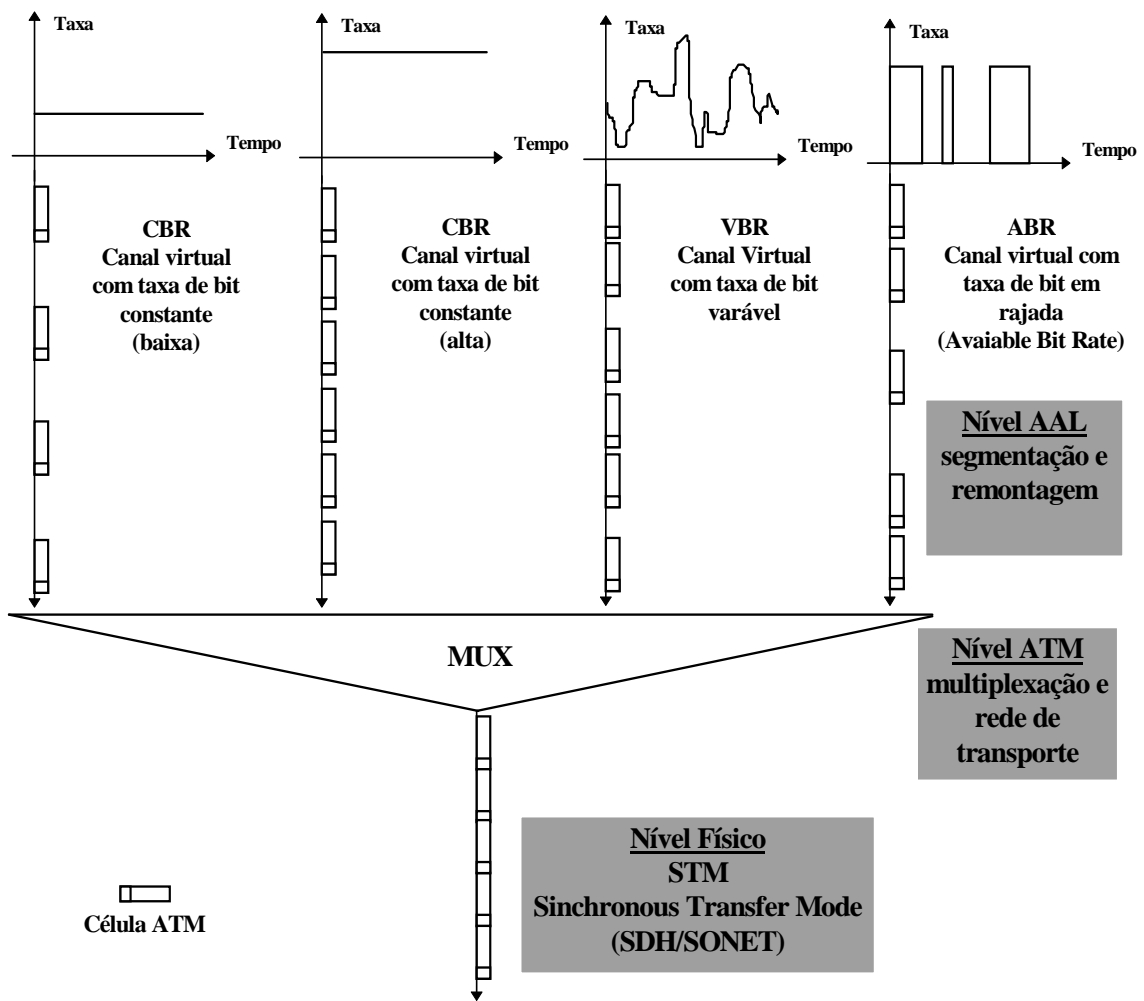 Taxa
Tempo
CBR
Canal virtual
com taxa de bit
constante
(baixa)
Taxa
Tempo
CBR
Canal virtual
com taxa de bit
constante
(alta)
Taxa
Tempo
VBR
Canal Virtual
com taxa de bit
varável
Taxa
Tempo
ABR
Canal virtual com
taxa de bit em
rajada
(Avaiable Bit Rate)
Nível AAL
segmentação e
remontagem
MUX
Nível ATM
multiplexação e
rede de
transporte
Nível Físico
STM
Sinchronous Transfer Mode
(SDH/SONET)
Célula ATM